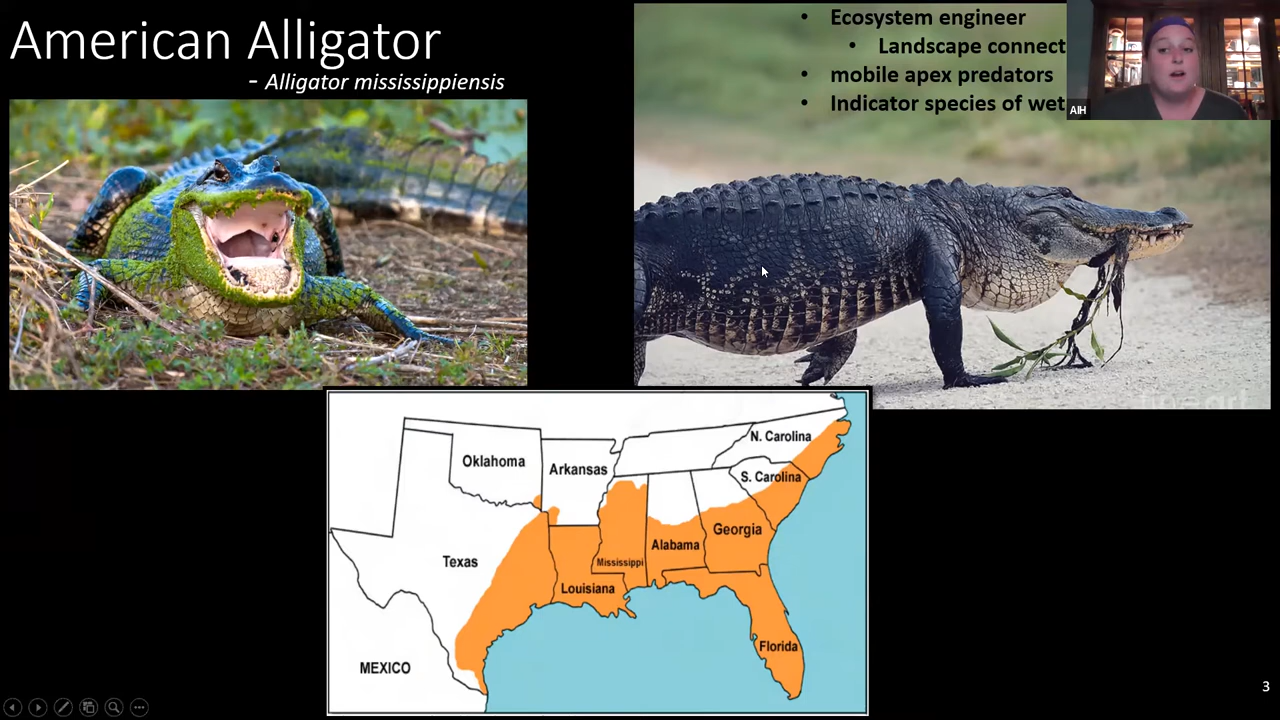 American Alligator
- Alligator mississippiensis
• Ecosystem engineer
• Landscape connect
• mobile apex predators
• Indicator species of wet
AlH
N. Carolina
Oklahoma
Arkansas
S. Carolina
Georgia
Alabama
Texas
Mississippi
Louisiana
Florida
MEXICO
3